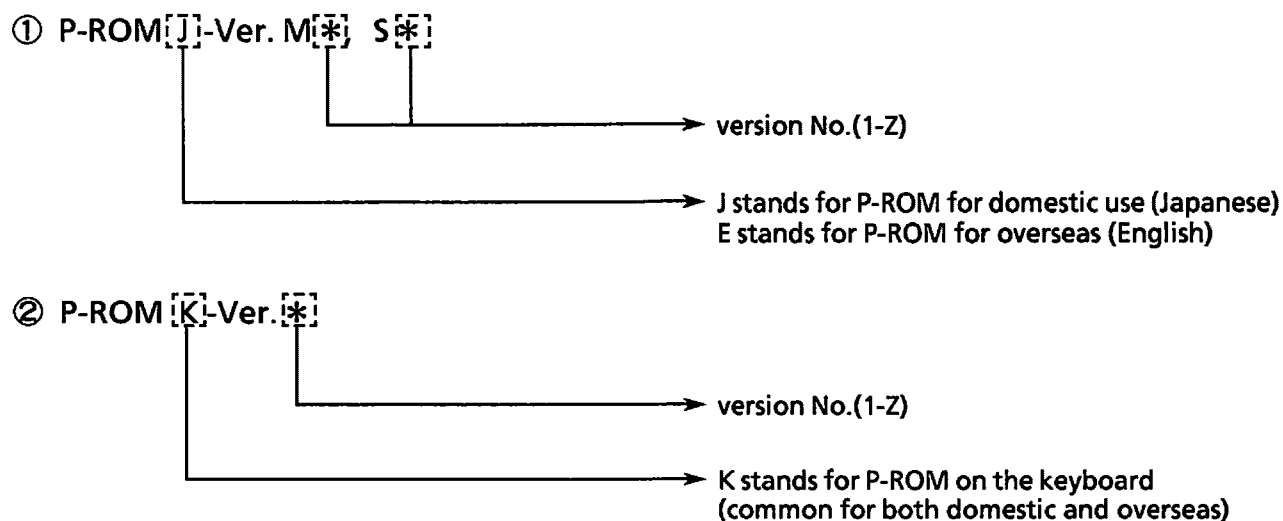 ① P-ROM J-Ver. M*, S*
version No.(1-Z)
J stands for P-ROM for domestic use (Japanese)
E stands for P-ROM for overseas (English)
② P-ROM K-Ver.*
version No.(1-Z)
K stands for P-ROM on the keyboard
(common for both domestic and overseas)